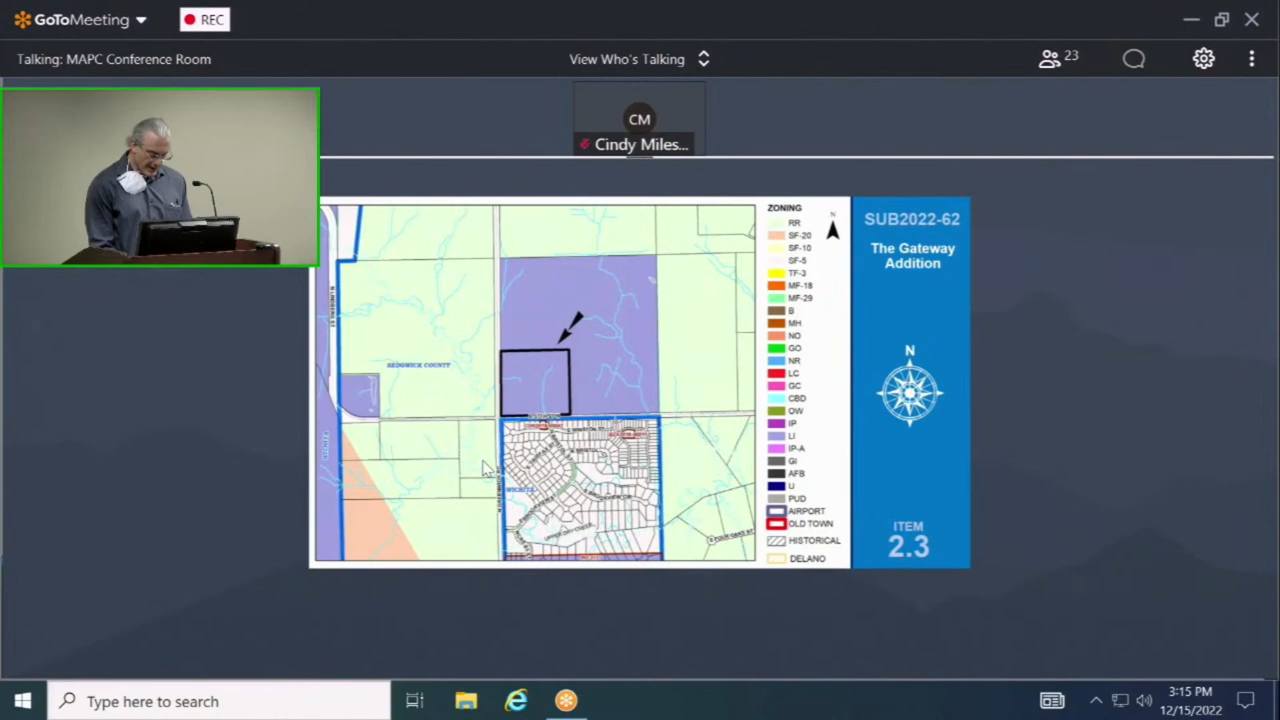 GoToMeeting
REC
Talking: MAPC Conference Room
View Who's Talking
23
CM
Cindy Miles...
ZONING
N
RR
SF-20
SF-10
SF-5
TF-3
MF-18
MF-29
B
MH
NO
GO
NR
LC
GC
CBD
OW
IP
LI
IP-A
GI
AFB
U
PUD
AIRPORT
OLD TOWN
HISTORICAL
DELANO
SEDGWICK COUNTY
WICHITA
SUB2022-62
The Gateway
Addition
N
ITEM
2.3
Type here to search
3:15 PM
12/15/2022